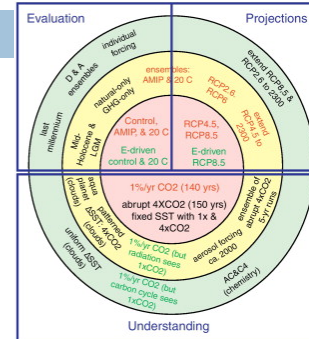 Evaluation
Projections
individual
forcing
D & A
ensembles
last
millennium
ensembles:
AMIP & 20 C
natural-only
GHG-only
Mid-
Holocene &
LGM
Control,
AMIP, & 20 C
E-driven
control & 20 C
extend RCP8.5 &
RCP2.6 to 2300
RCP2.6,
RCP6
extend
RCP4.5 to
2300
RCP4.5,
RCP8.5
E-driven
RCP8.5
1%/yr CO2 (140 yrs)
abrupt 4XCO2 (150 yrs)
fixed SST with 1x &
4xCO2
aqua
planet
(clouds)
patterned
ΔSST: 4xCO2
(clouds)
uniform ΔSST
(clouds)
1%/yr CO2 (but
radiation sees
1xCO2)
1%/yr CO2 (but
carbon cycle sees
1xCO2)
aerosol forcing
ca. 2000
ensemble of
abrupt 4xCO2
5-yr runs
AC&C4
(chemistry)
Understanding